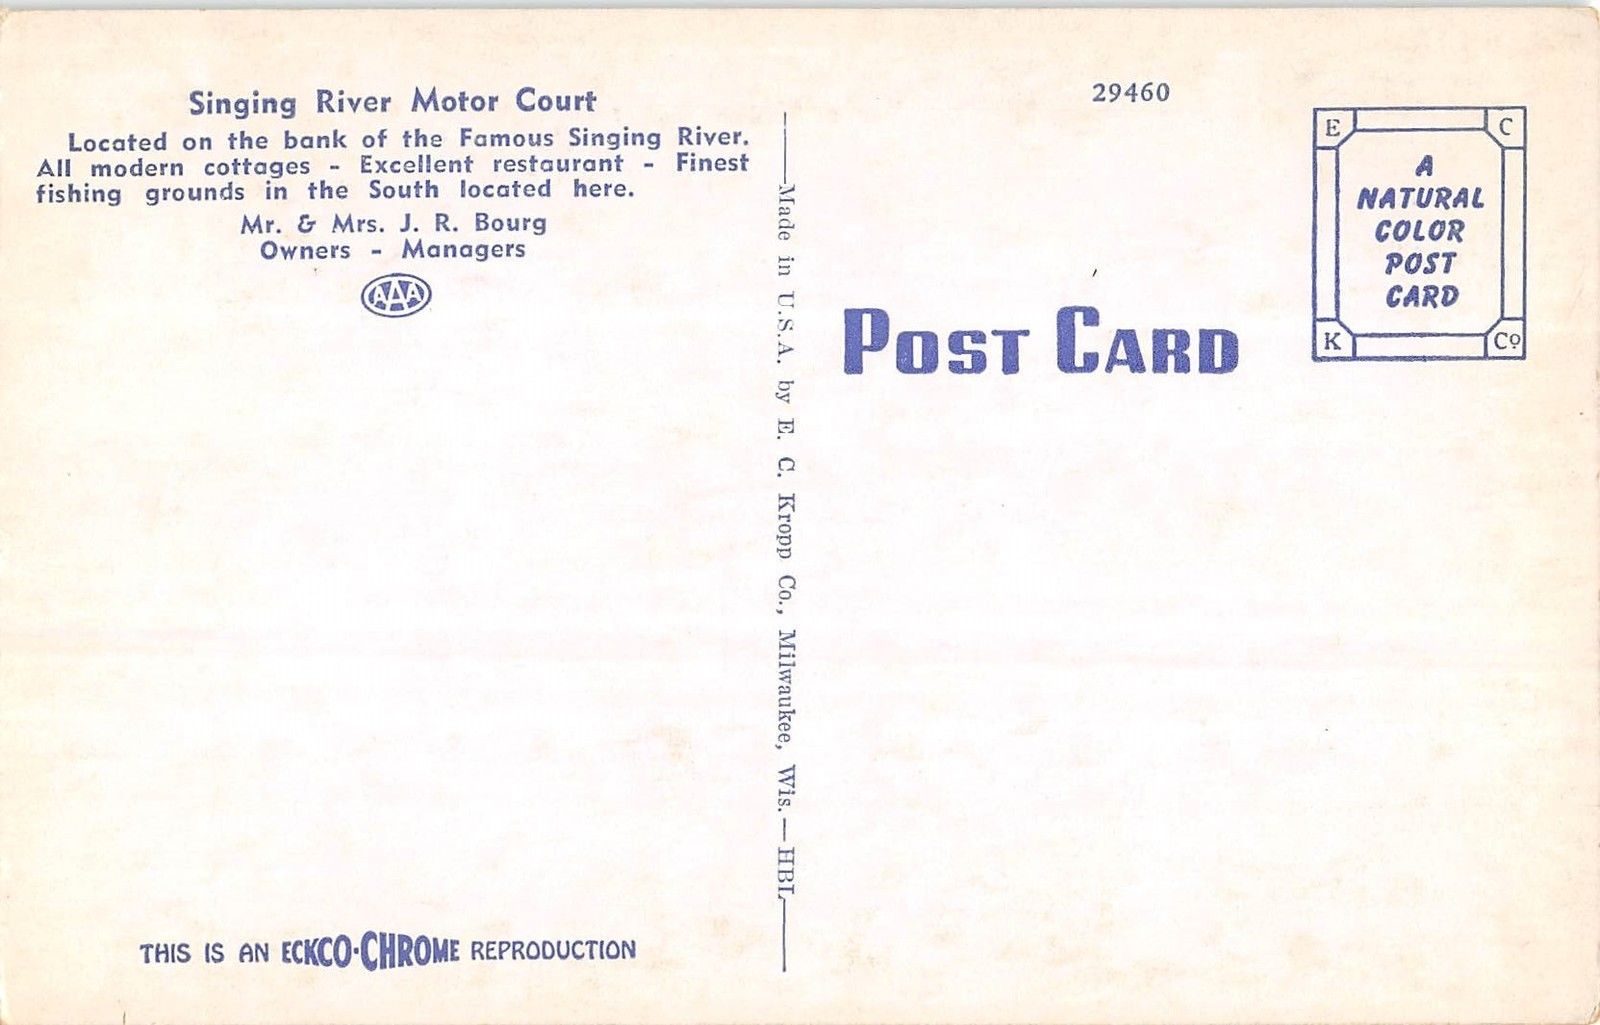 Singing River Motor Court
Located on the bank of the Famous Singing River.
All modern cottages - Excellent restaurant - Finest
fishing grounds in the South located here.
Mr. & Mrs. J. R. Bourg
Owners - Managers
AAA
THIS IS AN ECKCO-CHROME REPRODUCTION
Made in U.S.A. by E. C. Kropp Co., Milwaukee, Wis. — HBL
29460
POST CARD
E C
A
NATURAL
COLOR
POST
CARD
K Co